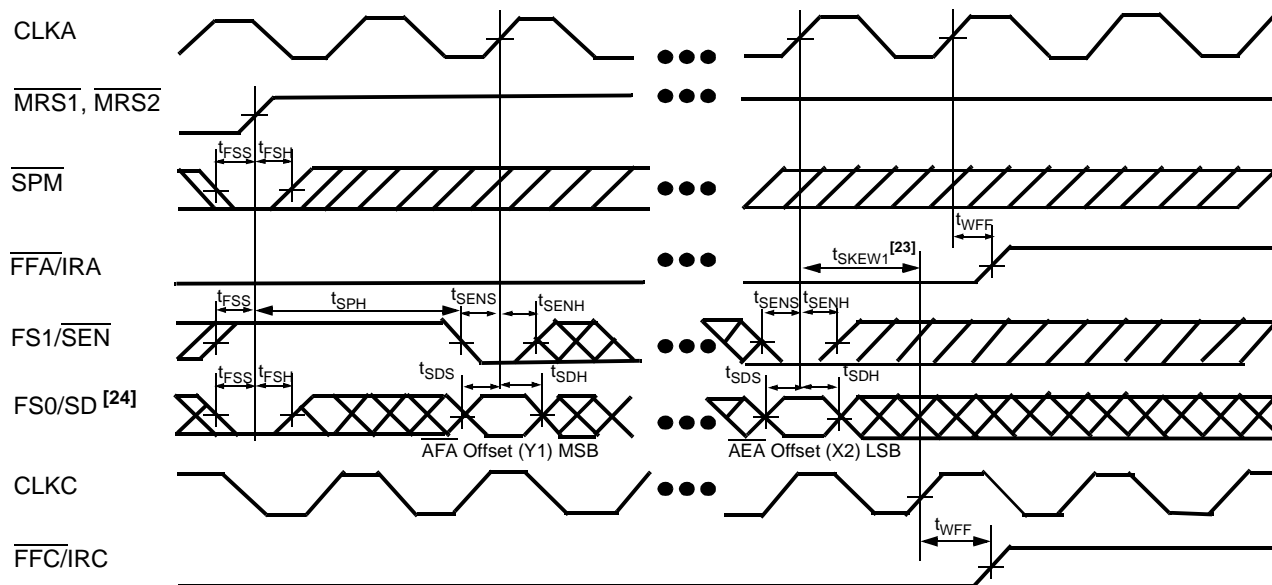 CLKA
MRS1, MRS2
tFSS tFSH
SPM
tWFF
FFA/IRA
tSKEW1[23]
tFSS tSPH tSENS tSENH tSENS tSENH
FS1/SEN
tFSS tFSH tSDS tSDH tSDS tSDH
FS0/SD [24]
AFA Offset (Y1) MSB AEA Offset (X2) LSB
CLKC
tWFF
FFC/IRC